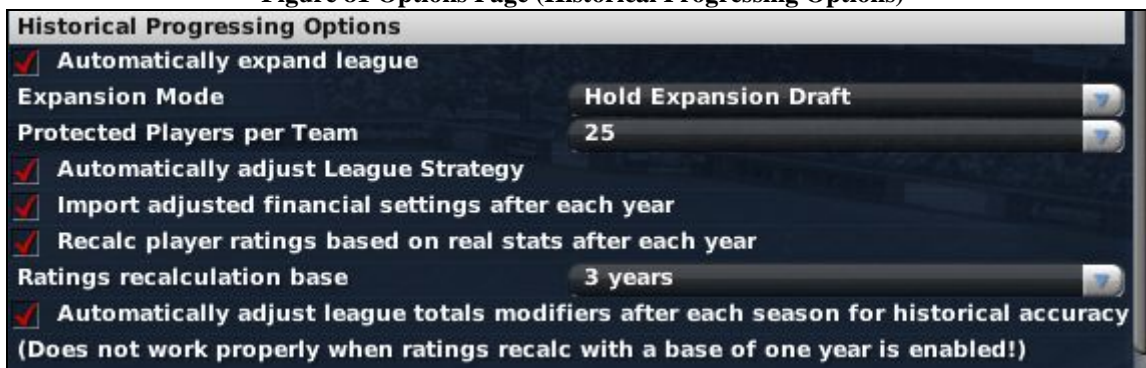 Figure 81 Options Page (Historical Progressing Options)
Historical Progressing Options
Automatically expand league
Expansion Mode Hold Expansion Draft
Protected Players per Team 25
Automatically adjust League Strategy
Import adjusted financial settings after each year
Recalc player ratings based on real stats after each year
Ratings recalculation base 3 years
Automatically adjust league totals modifiers after each season for historical accuracy
(Does not work properly when ratings recalc with a base of one year is enabled!)